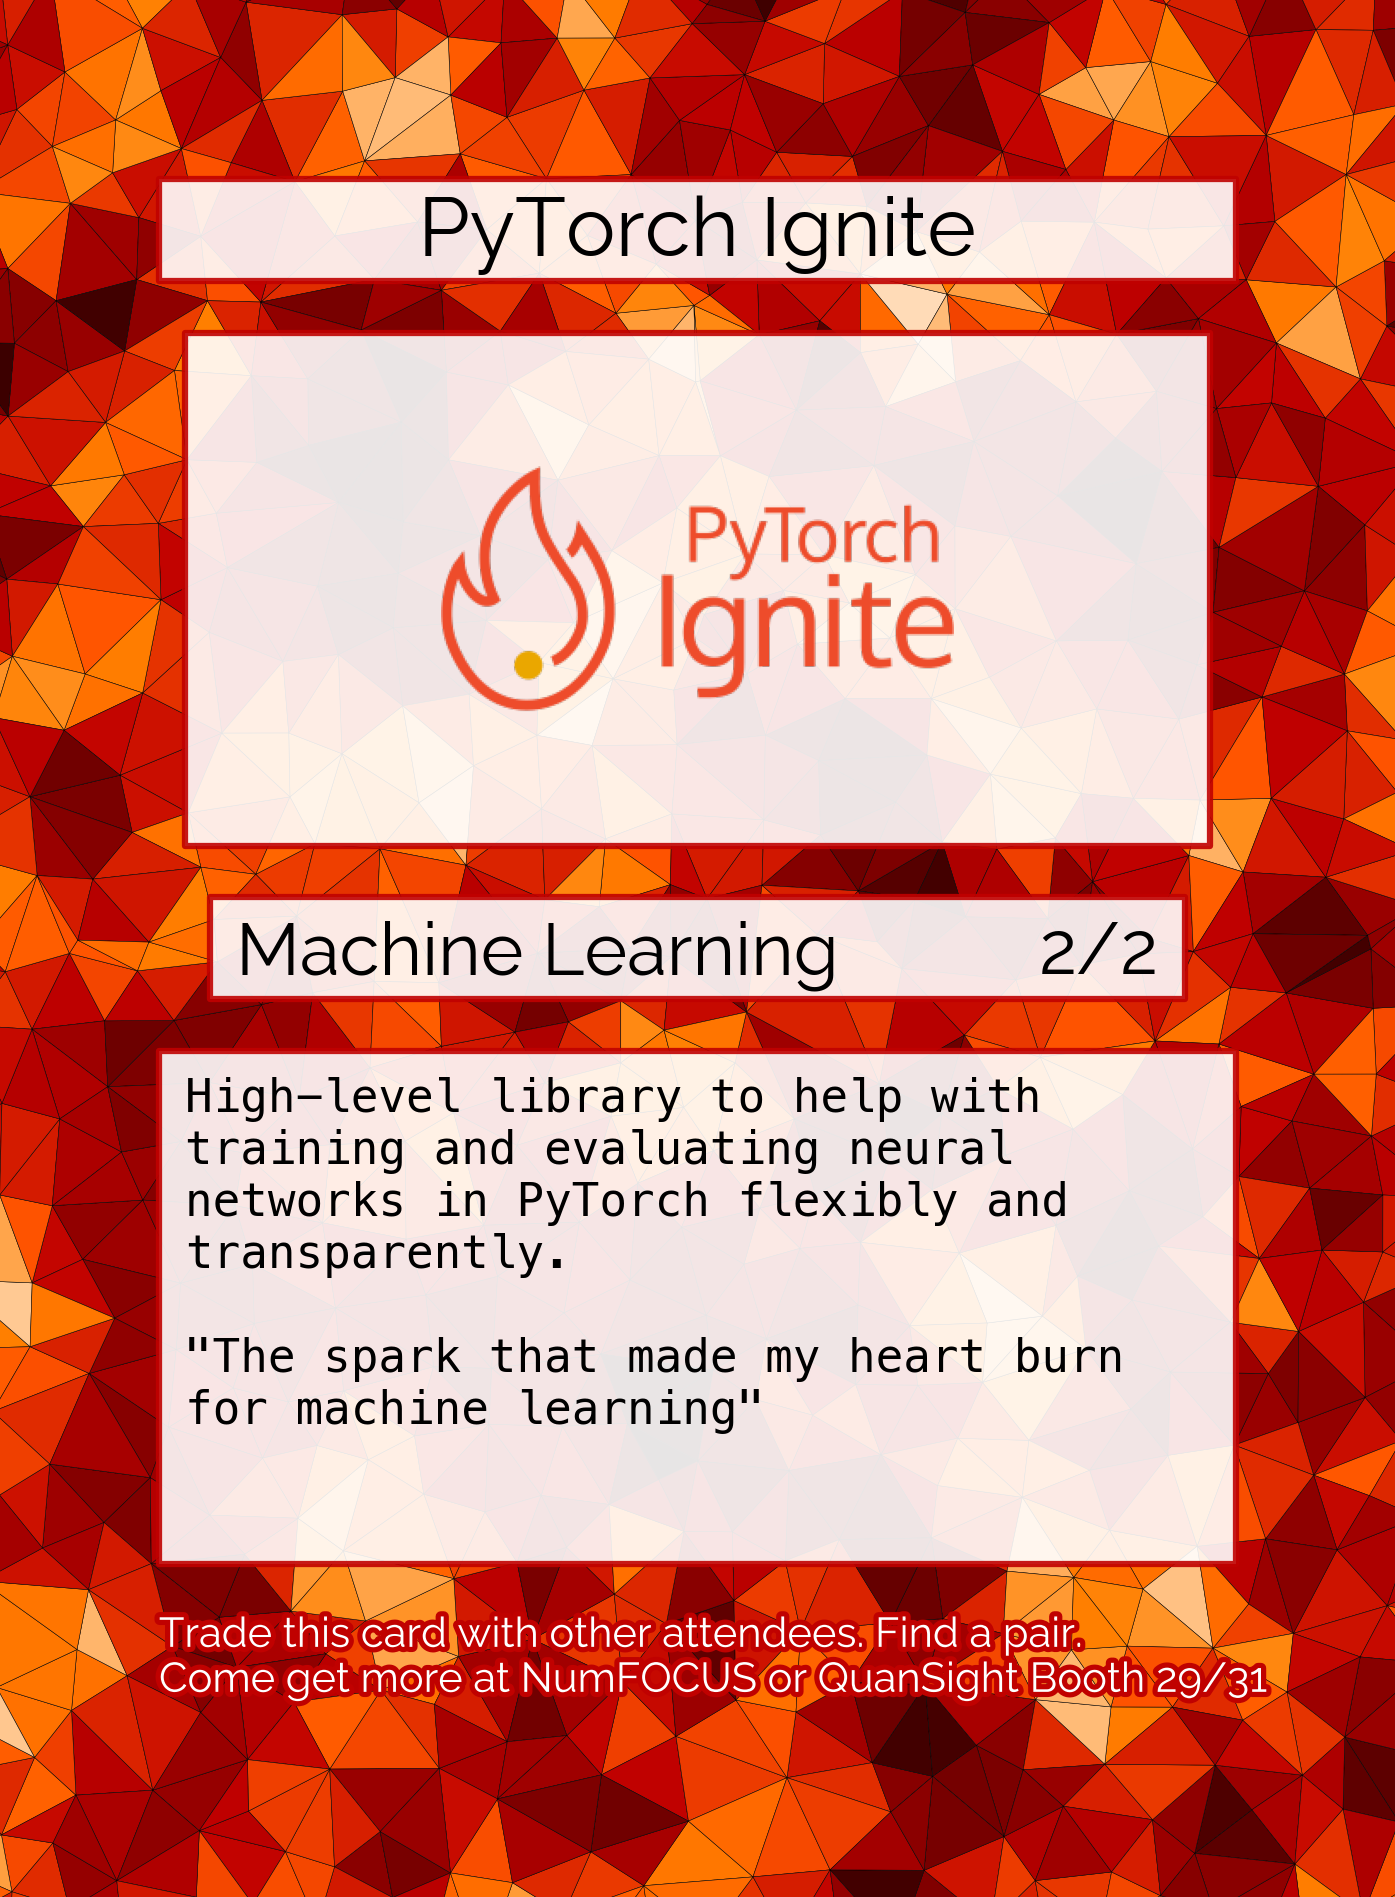 PyTorch Ignite
PyTorch
Ignite
Machine Learning 2/2
High-level library to help with
training and evaluating neural
networks in PyTorch flexibly and
transparently.
"The spark that made my heart burn
for machine learning"
Trade this card with other attendees. Find a pair.
Come get more at NumFOCUS or QuanSight Booth 29/31